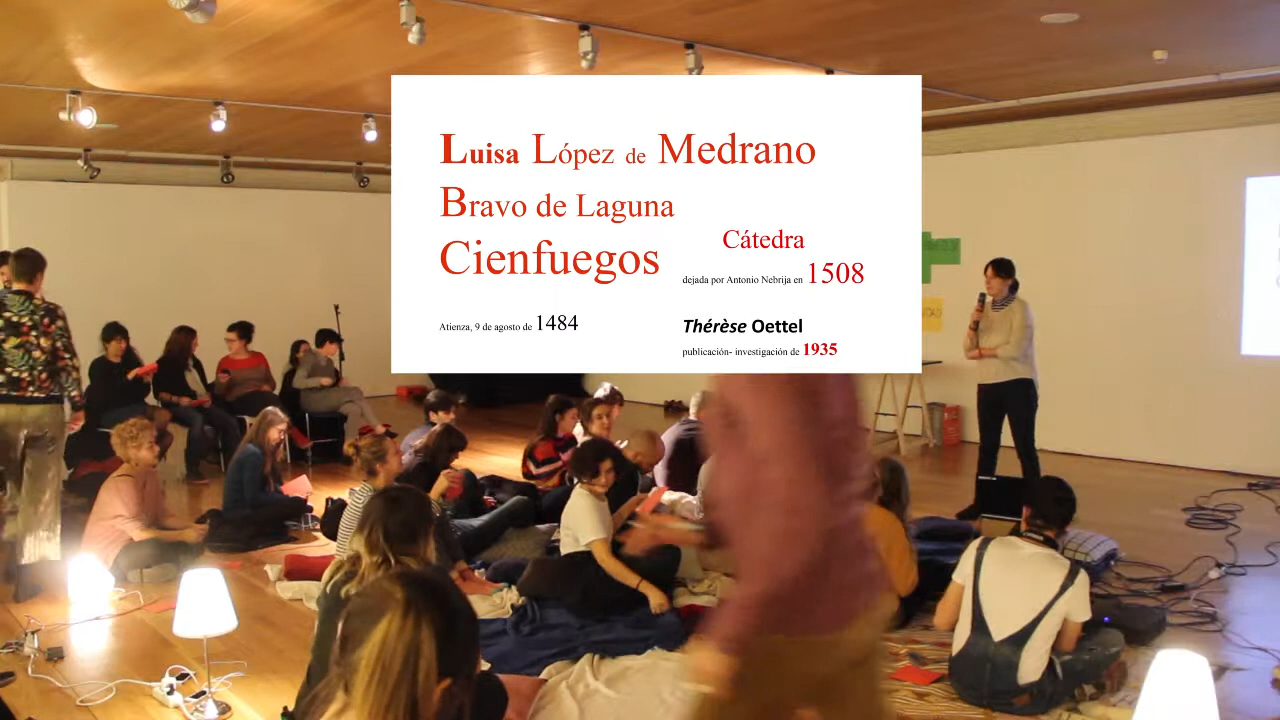 Luisa López de Medrano
Bravo de Laguna
Cienfuegos
Cátedra
dejada por Antonio Nebrija en 1508
Atienza, 9 de agosto de 1484
Thérèse Oettel
publicación- investigación de 1935